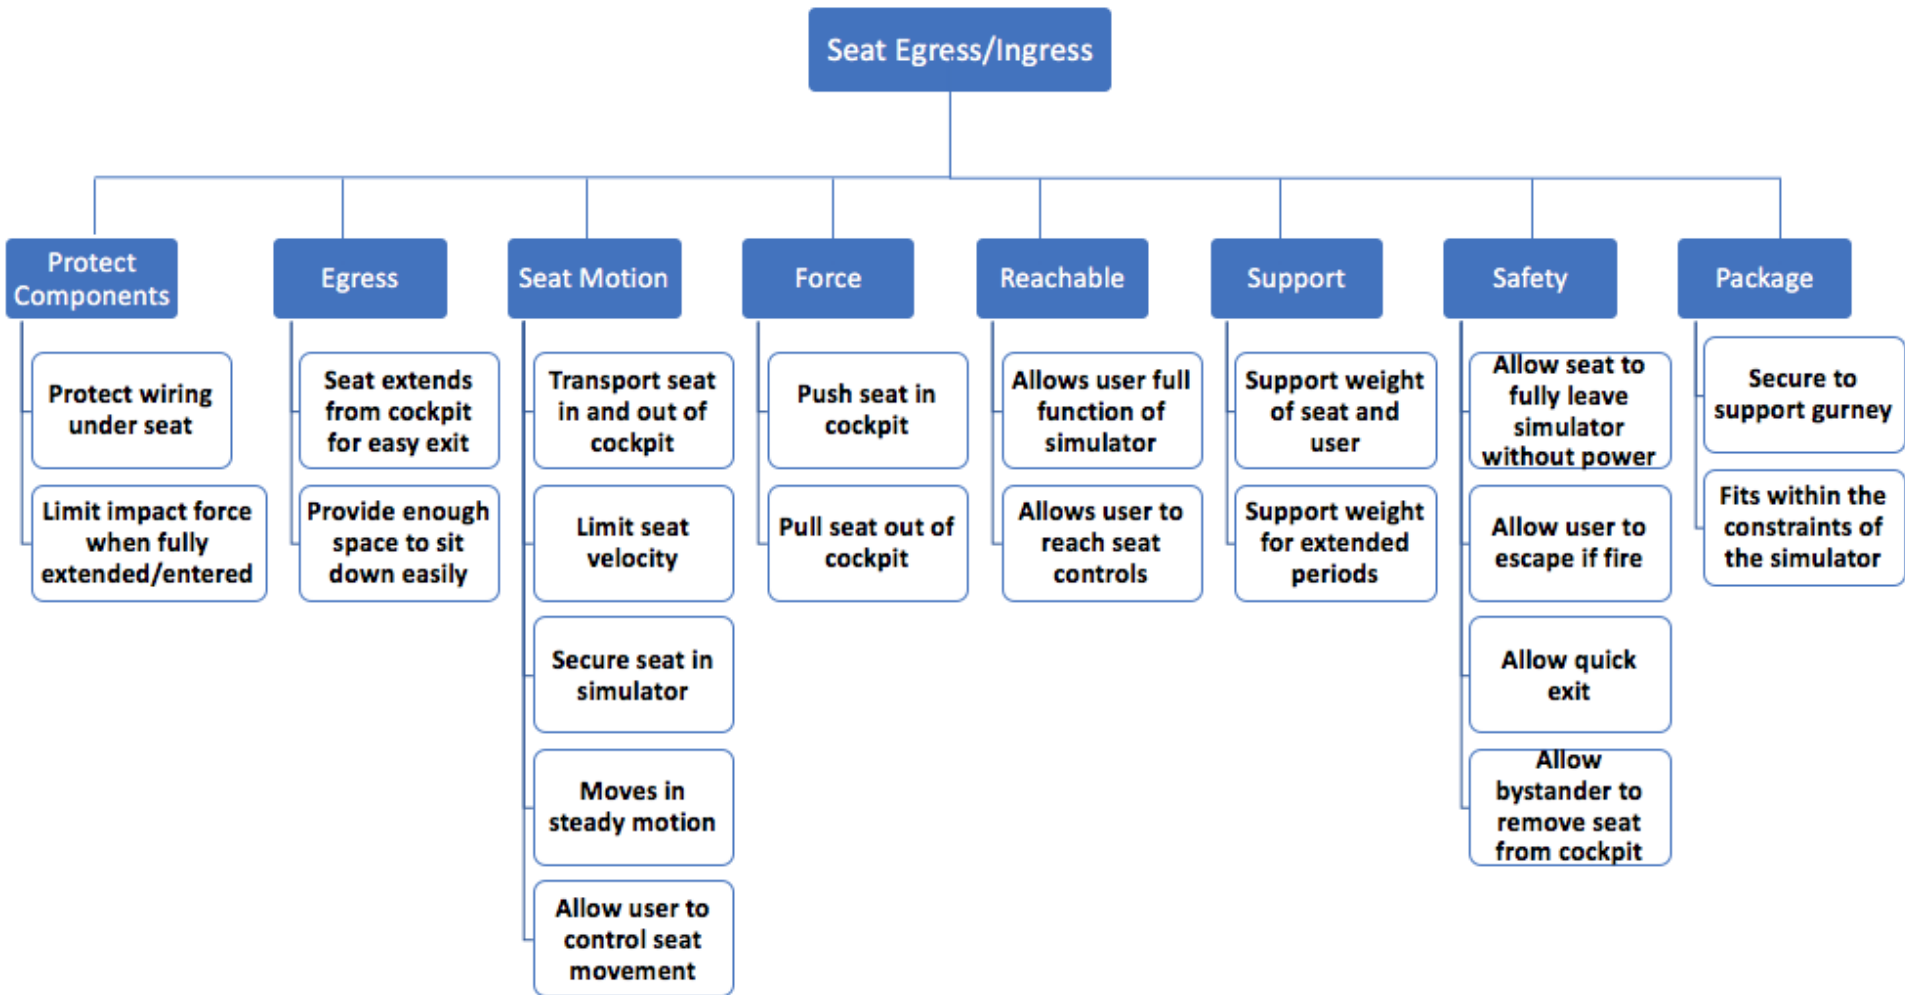 Seat Egress/Ingress
Protect
Components
Protect wiring
under seat
Limit impact force
when fully
extended/entered
Egress
Seat extends
from cockpit
for easy exit
Provide enough
space to sit
down easily
Seat Motion
Transport seat
in and out of
cockpit
Limit seat
velocity
Secure seat in
simulator
Moves in
steady motion
Allow user to
control seat
movement
Force
Push seat in
cockpit
Pull seat out of
cockpit
Reachable
Allows user full
function of
simulator
Allows user to
reach seat
controls
Support
Support weight
of seat and
user
Support weight
for extended
periods
Safety
Allow seat to
fully leave
simulator
without power
Allow user to
escape if fire
Allow quick
exit
Allow
bystander to
remove seat
from cockpit
Package
Secure to
support gurney
Fits within the
constraints of
the simulator